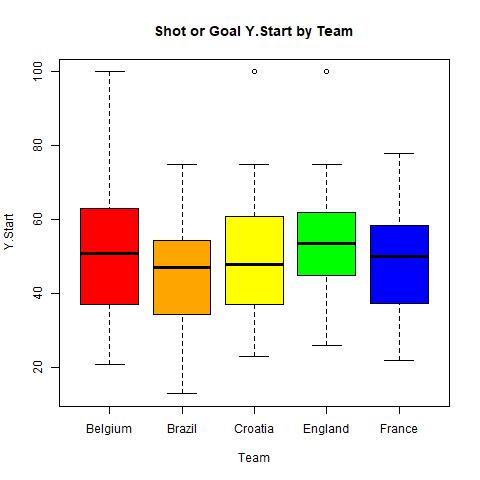 Shot or Goal Y.Start by Team
100
80
60
40
20
Y.Start
Belgium Brazil Croatia England France
Team